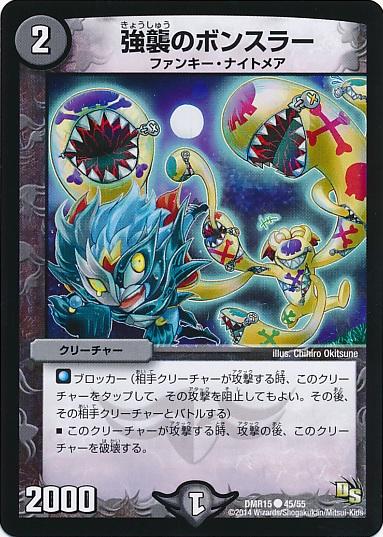 2
強襲のボンスラー
きょうしゅう
ファンキー・ナイトメア
illus. Chihiro Okitsune
クリーチャー
ブロッカー（相手クリーチャーが攻撃する時、このクリーチャーをタップして、その攻撃を阻止してもよい。その後、その相手クリーチャーとバトルする）
■ このクリーチャーが攻撃する時、攻撃の後、このクリーチャーを破壊する。
2000
DMR15 ● 45/55
©2014 Wizards/Shogakukan/Mitsui-Kids
DS